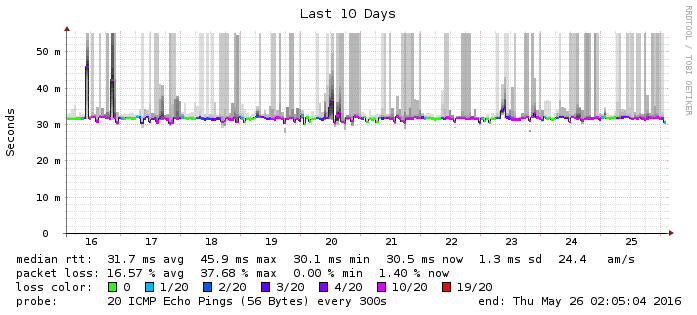 Last 10 Days
RRDTOOL / TOBI OETIKER
Seconds
50 m
40 m
30 m
20 m
10 m
0
16 17 18 19 20 21 22 23 24 25
median rtt: 31.7 ms avg 45.9 ms max 30.1 ms min 30.5 ms now 1.3 ms sd 24.4 am/s
packet loss: 16.57 % avg 37.68 % max 0.00 % min 1.40 % now
loss color: 0 1/20 2/20 3/20 4/20 10/20 19/20
probe: 20 ICMP Echo Pings (56 Bytes) every 300s end: Thu May 26 02:05:04 2016